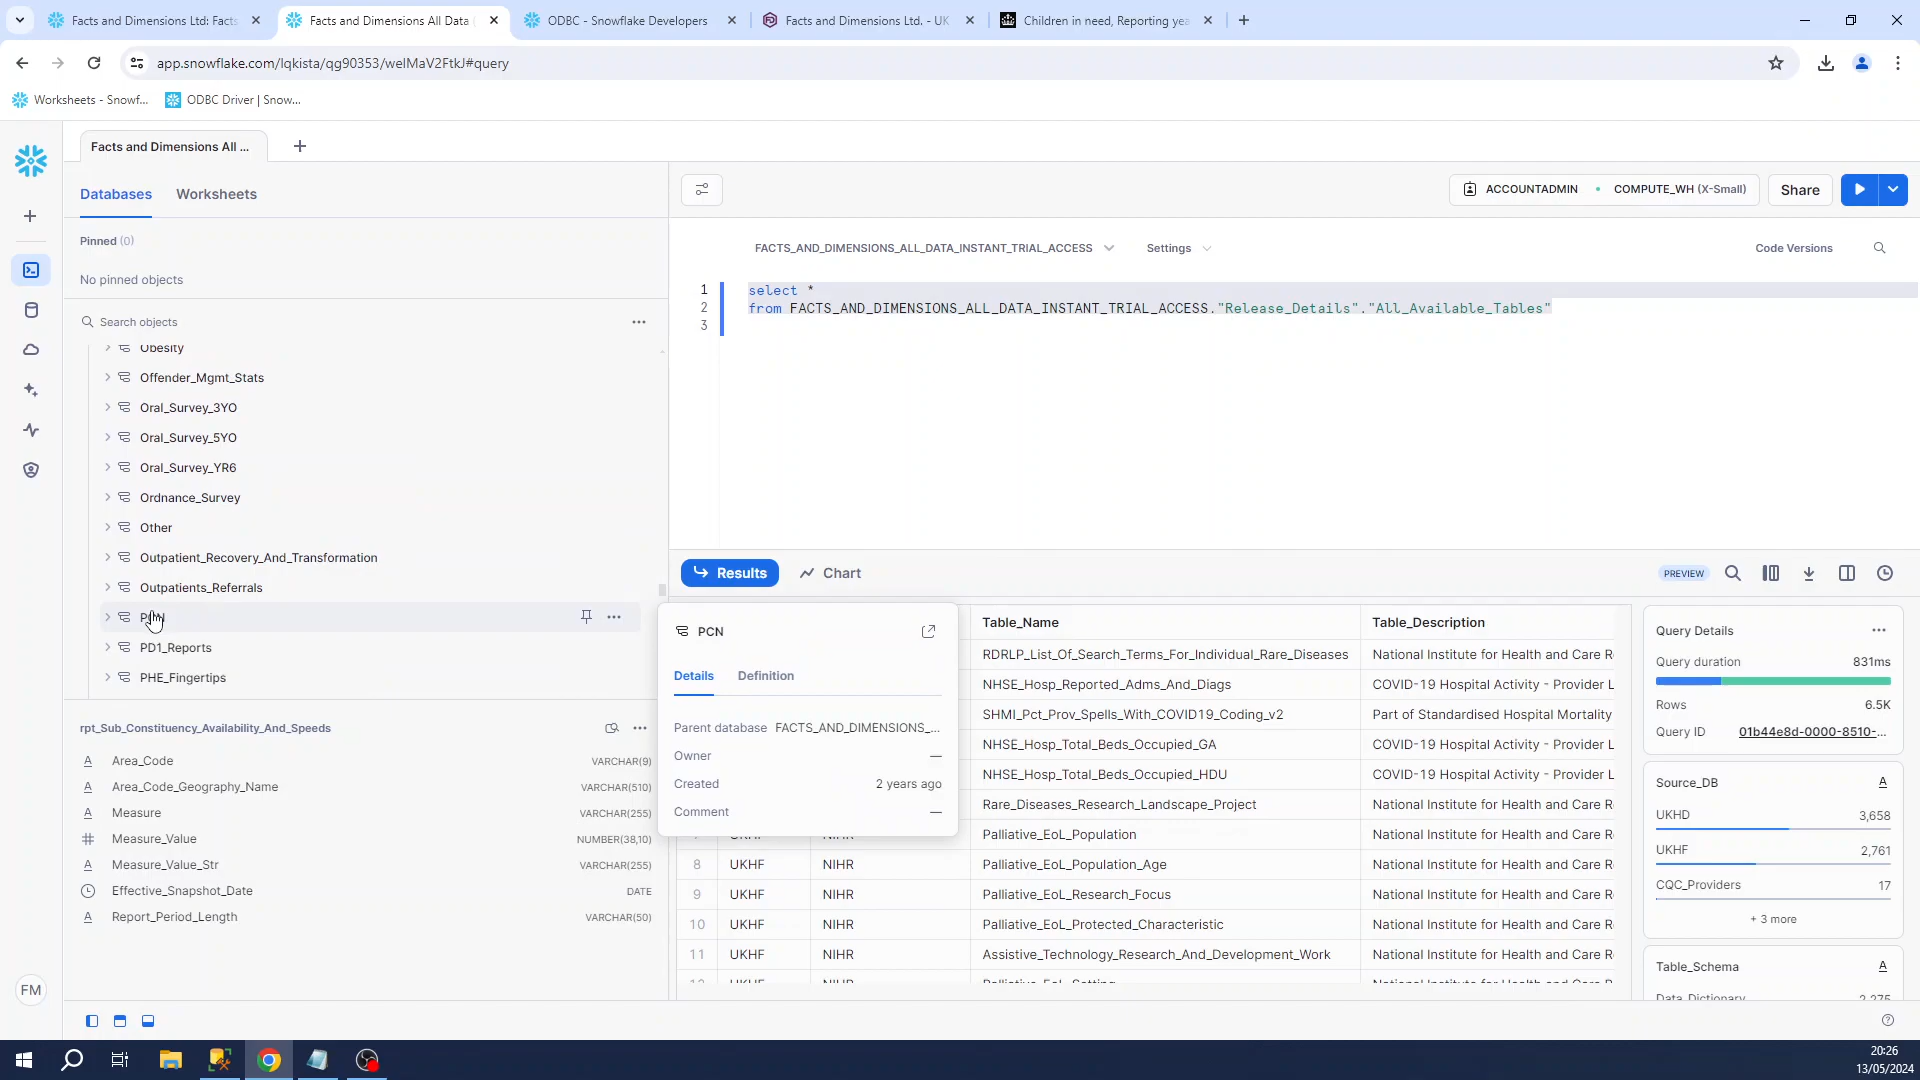 Facts and Dimensions Ltd: Facts
Facts and Dimensions All Data (
ODBC - Snowflake Developers
Facts and Dimensions Ltd. - UK
Children in need, Reporting yea
app.snowflake.com/lqkista/qg90353/weIMaV2FtkJ#query
Worksheets - Snowf...
ODBC Driver | Snow...
Facts and Dimensions All ...
Databases
Worksheets
ACCOUNTADMIN
COMPUTE_WH (X-Small)
Share
Pinned (0)
No pinned objects
FACTS_AND_DIMENSIONS_ALL_DATA_INSTANT_TRIAL_ACCESS
Settings
Code Versions
1 select *
2 from FACTS_AND_DIMENSIONS_ALL_DATA_INSTANT_TRIAL_ACCESS."Release_Details"."All_Available_Tables"
3
Search objects
Obesity
Offender_Mgmt_Stats
Oral_Survey_3YO
Oral_Survey_5YO
Oral_Survey_YR6
Ordnance_Survey
Other
Outpatient_Recovery_And_Transformation
Outpatients_Referrals
PD1_Reports
PHE_Fingertips
rpt_Sub_Constituency_Availability_And_Speeds
Area_Code VARCHAR(9)
Area_Code_Geography_Name VARCHAR(510)
Measure VARCHAR(255)
Measure_Value NUMBER(38,10)
Measure_Value_Str VARCHAR(255)
Effective_Snapshot_Date DATE
Report_Period_Length VARCHAR(50)
FM
Results
Chart
PREVIEW
PCN
Details
Definition
Parent database FACTS_AND_DIMENSIONS_...
Owner —
Created 2 years ago
Comment —
Table_Name Table_Description
RDRLP_List_Of_Search_Terms_For_Individual_Rare_Diseases National Institute for Health and Care R
NHSE_Hosp_Reported_Adms_And_Diags COVID-19 Hospital Activity - Provider L
SHMI_Pct_Prov_Spells_With_COVID19_Coding_v2 Part of Standardised Hospital Mortality
NHSE_Hosp_Total_Beds_Occupied_GA COVID-19 Hospital Activity - Provider L
NHSE_Hosp_Total_Beds_Occupied_HDU COVID-19 Hospital Activity - Provider L
Rare_Diseases_Research_Landscape_Project National Institute for Health and Care R
Palliative_EoL_Population National Institute for Health and Care R
8 UKHF NIHR Palliative_EoL_Population_Age National Institute for Health and Care R
9 UKHF NIHR Palliative_EoL_Research_Focus National Institute for Health and Care R
10 UKHF NIHR Palliative_EoL_Protected_Characteristic National Institute for Health and Care R
11 UKHF NIHR Assistive_Technology_Research_And_Development_Work National Institute for Health and Care R
Query Details
Query duration 831ms
Rows 6.5K
Query ID 01b44e8d-0000-8510-...
Source_DB
UKHD 3,658
UKHF 2,761
CQC_Providers 17
+ 3 more
Table_Schema
Data_Dictionary 2,275
20:26
13/05/2024